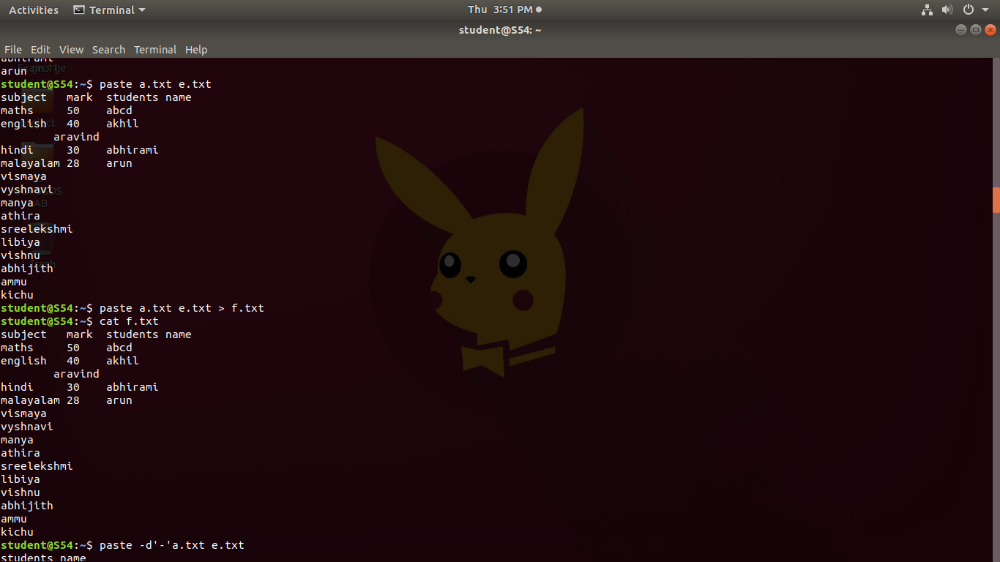 Activities Terminal Thu 3:51 PM
student@S54: ~
File Edit View Search Terminal Help
abhirami
arun
student@S54:~$ paste a.txt e.txt
subject mark students name
maths 50 abcd
english 40 akhil
aravind
hindi 30 abhirami
malayalam 28 arun
vismaya
vyshnavi
manya
athira
sreelekshmi
libiya
vishnu
abhijith
ammu
kichu
student@S54:~$ paste a.txt e.txt > f.txt
student@S54:~$ cat f.txt
subject mark students name
maths 50 abcd
english 40 akhil
aravind
hindi 30 abhirami
malayalam 28 arun
vismaya
vyshnavi
manya
athira
sreelekshmi
libiya
vishnu
abhijith
ammu
kichu
student@S54:~$ paste -d'-'a.txt e.txt
students name